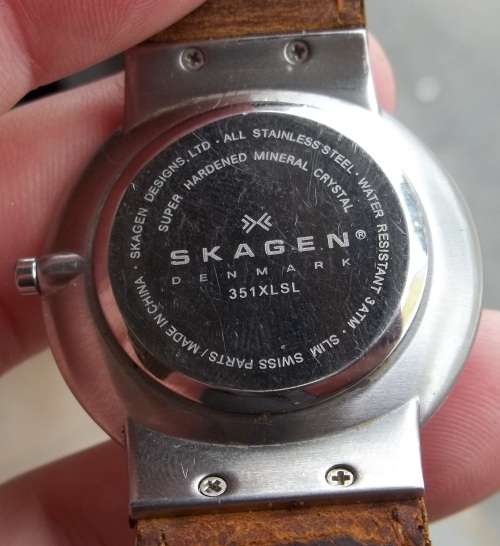 SKAGEN DESIGNS, LTD · ALL STAINLESS STEEL · WATER RESISTANT 3ATM · SLIM SWISS PARTS/MADE IN CHINA ·
SUPER HARDENED MINERAL CRYSTAL
SKAGEN®
DENMARK
351XLSL